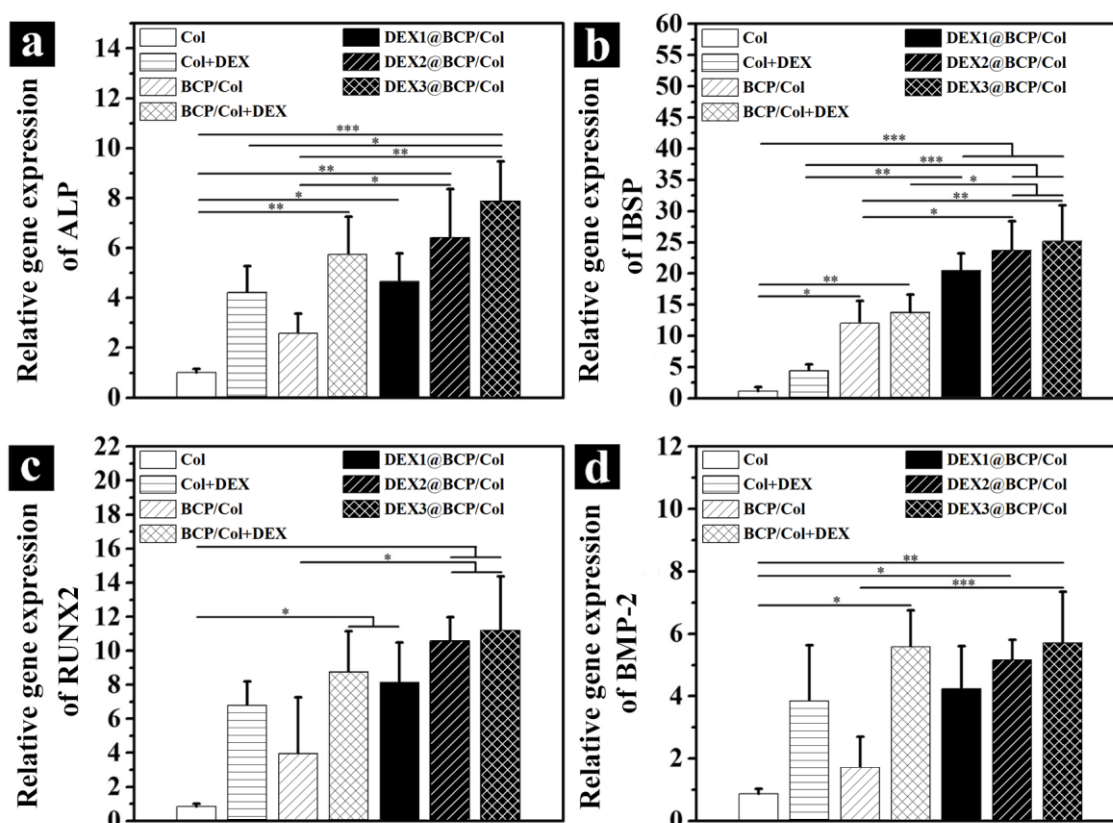 a
Relative gene expression
of ALP
14
12
10
8
6
4
2
0
Col
Col+DEX
BCP/Col
BCP/Col+DEX
DEX1@BCP/Col
DEX2@BCP/Col
DEX3@BCP/Col
***
*
**
**
*
*
**
b
Relative gene expression
of IBSP
60
55
50
45
40
35
30
25
20
15
10
5
0
Col
Col+DEX
BCP/Col
BCP/Col+DEX
DEX1@BCP/Col
DEX2@BCP/Col
DEX3@BCP/Col
***
***
**
*
**
*
**
*
c
Relative gene expression
of RUNX2
22
20
18
16
14
12
10
8
6
4
2
0
Col
Col+DEX
BCP/Col
BCP/Col+DEX
DEX1@BCP/Col
DEX2@BCP/Col
DEX3@BCP/Col
*
*
d
Relative gene expression
of BMP-2
12
10
8
6
4
2
0
Col
Col+DEX
BCP/Col
BCP/Col+DEX
DEX1@BCP/Col
DEX2@BCP/Col
DEX3@BCP/Col
**
*
***
*